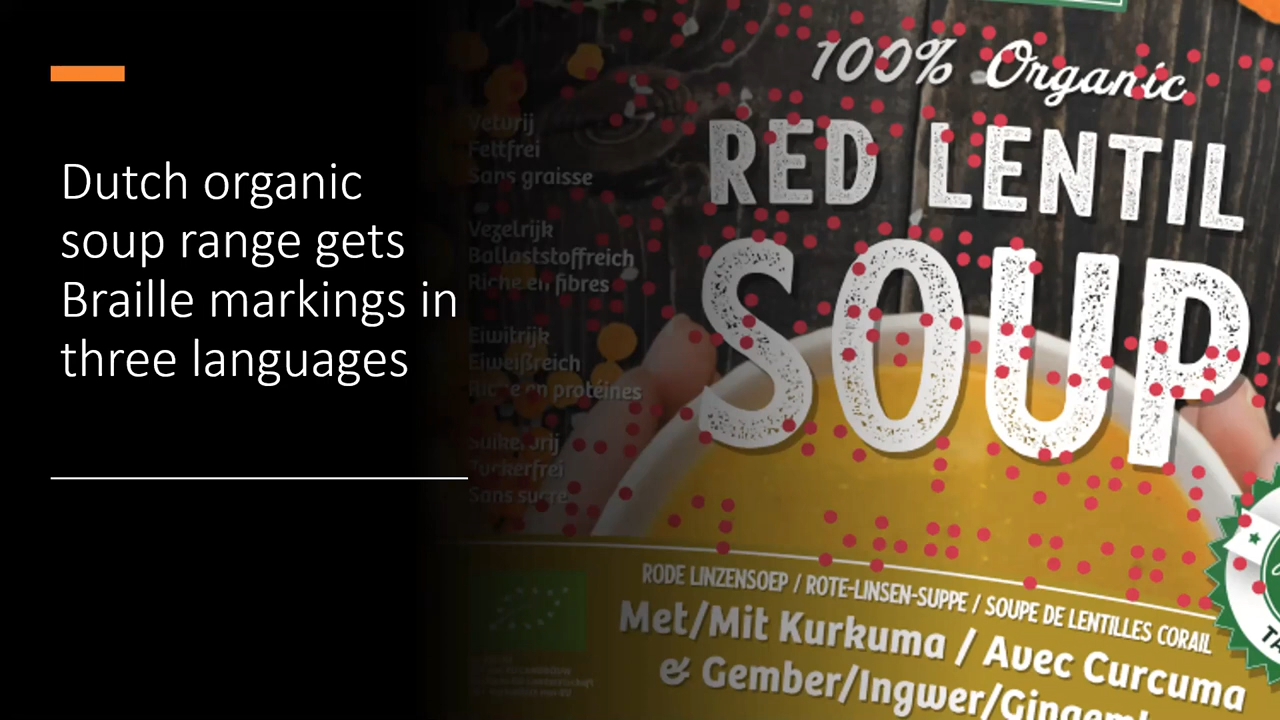 Dutch organic
soup range gets
Braille markings in
three languages
100% Organic
RED LENTIL
SOUP
Vetvrij
Fettfrei
Sans graisse
Vezelrijk
Ballaststoffreich
Riche en fibres
Eiwitrijk
Eiweißreich
Riche en protéines
Suikervrij
Zuckerfrei
Sans sucre
RODE LINZENSOEP / ROTE-LINSEN-SUPPE / SOUPE DE LENTILLES CORAIL
Met/Mit Kurkuma / Avec Curcuma
& Gember/Ingwer/